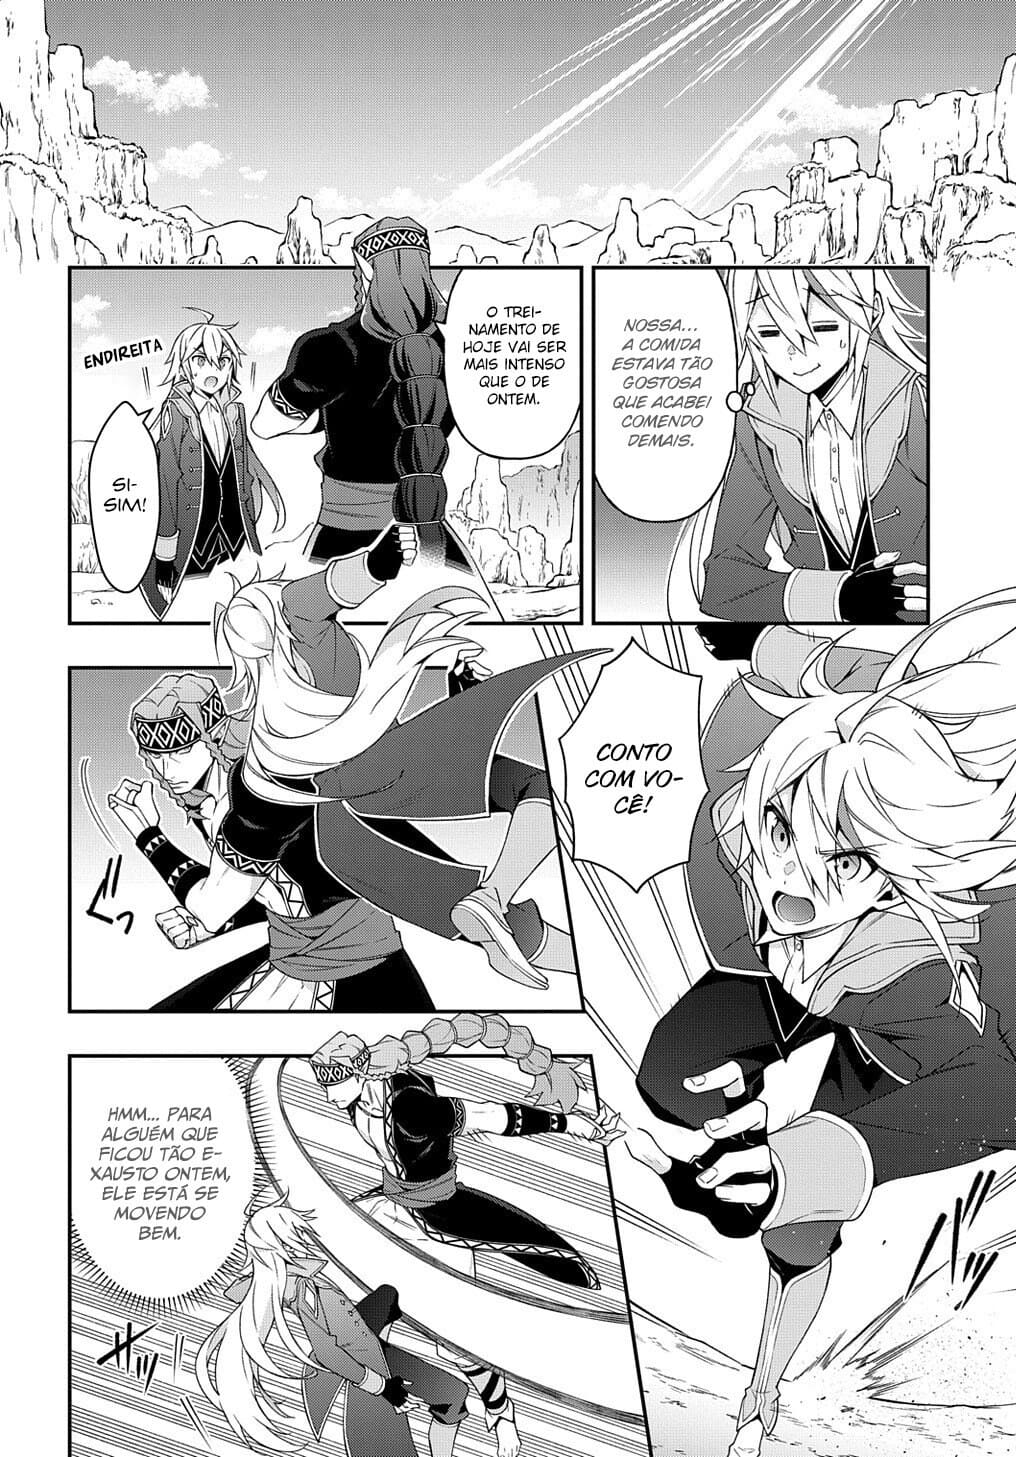 NOSSA...
A COMIDA
ESTAVA TÃO
GOSTOSA
QUE ACABEI
COMENDO
DEMAIS.
O TREI-
NAMENTO DE
HOJE VAI SER
MAIS INTENSO
QUE O DE
ONTEM.
ENDIREITA
SI-
SIM!
CONTO
COM VO-
CÊ!
HMM... PARA
ALGUÉM QUE
FICOU TÃO E-
XAUSTO ONTEM,
ELE ESTÁ SE
MOVENDO
BEM.